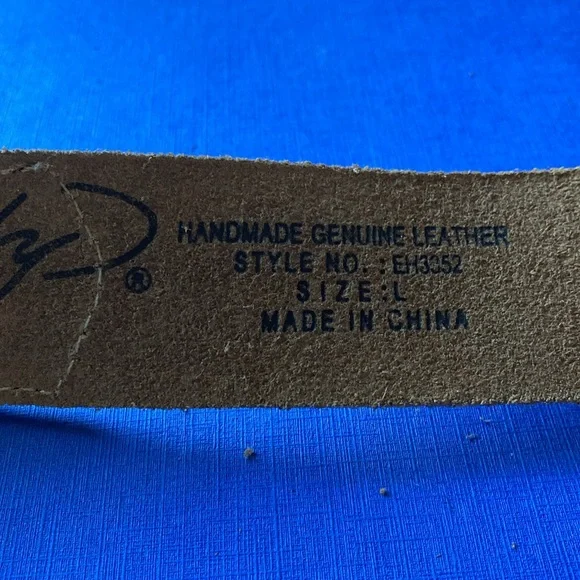 HANDMADE GENUINE LEATHER
STYLE NO. : EH3352
SIZE:L
MADE IN CHINA
®